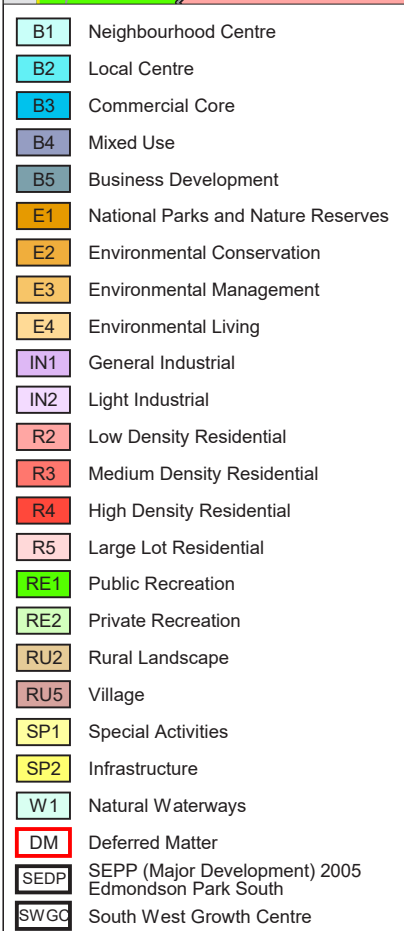 B1 Neighbourhood Centre
B2 Local Centre
B3 Commercial Core
B4 Mixed Use
B5 Business Development
E1 National Parks and Nature Reserves
E2 Environmental Conservation
E3 Environmental Management
E4 Environmental Living
IN1 General Industrial
IN2 Light Industrial
R2 Low Density Residential
R3 Medium Density Residential
R4 High Density Residential
R5 Large Lot Residential
RE1 Public Recreation
RE2 Private Recreation
RU2 Rural Landscape
RU5 Village
SP1 Special Activities
SP2 Infrastructure
W1 Natural Waterways
DM Deferred Matter
SEDP SEPP (Major Development) 2005
Edmondson Park South
SWGC South West Growth Centre